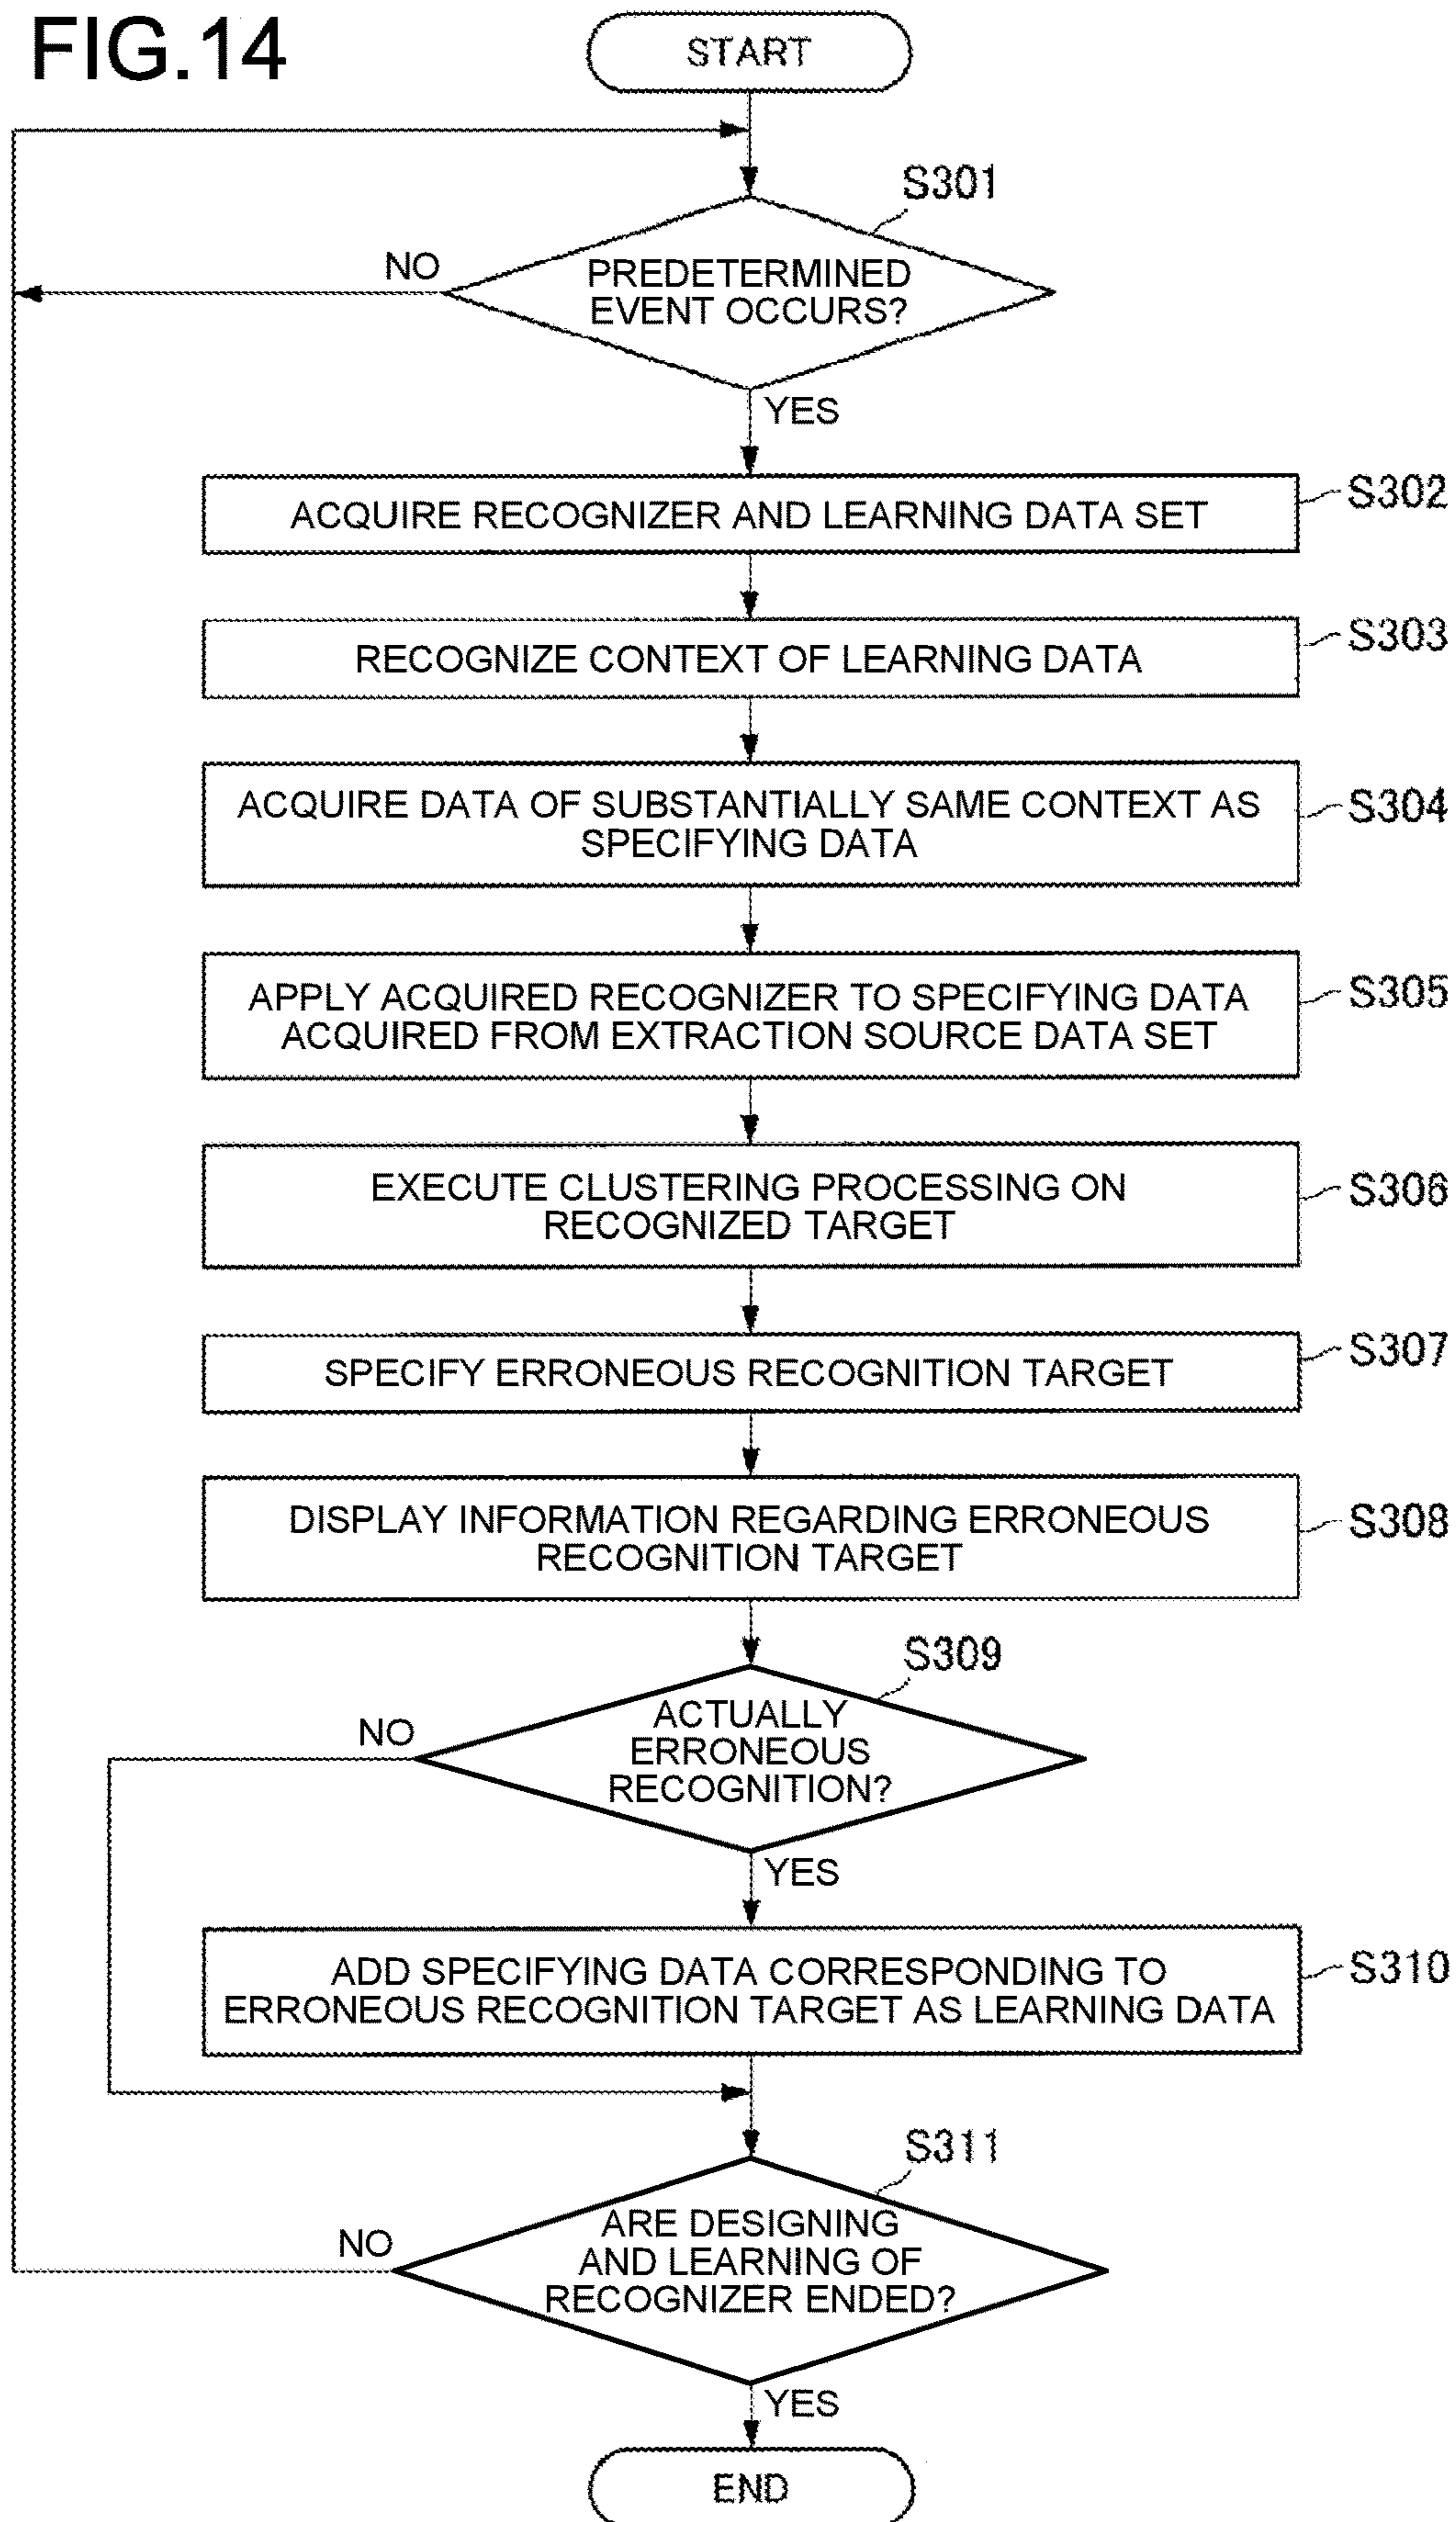 FIG.14
START
S301
NO
PREDETERMINED
EVENT OCCURS?
YES
ACQUIRE RECOGNIZER AND LEARNING DATA SET
S302
RECOGNIZE CONTEXT OF LEARNING DATA
S303
ACQUIRE DATA OF SUBSTANTIALLY SAME CONTEXT AS
SPECIFYING DATA
S304
APPLY ACQUIRED RECOGNIZER TO SPECIFYING DATA
ACQUIRED FROM EXTRACTION SOURCE DATA SET
S305
EXECUTE CLUSTERING PROCESSING ON
RECOGNIZED TARGET
S306
SPECIFY ERRONEOUS RECOGNITION TARGET
S307
DISPLAY INFORMATION REGARDING ERRONEOUS
RECOGNITION TARGET
S308
S309
NO
ACTUALLY
ERRONEOUS
RECOGNITION?
YES
ADD SPECIFYING DATA CORRESPONDING TO
ERRONEOUS RECOGNITION TARGET AS LEARNING DATA
S310
S311
NO
ARE DESIGNING
AND LEARNING OF
RECOGNIZER ENDED?
YES
END